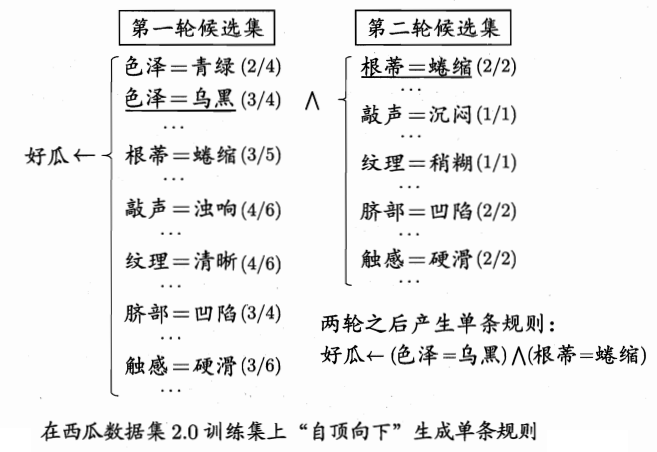 第一轮候选集
色泽=青绿(2/4)
色泽=乌黑(3/4)
...
好瓜←
根蒂=蜷缩(3/5)
...
敲声=浊响(4/6)
...
纹理=清晰(4/6)
...
脐部=凹陷(3/4)
...
触感=硬滑(3/6)
...
∧
第二轮候选集
根蒂=蜷缩(2/2)
...
敲声=沉闷(1/1)
...
纹理=稍糊(1/1)
...
脐部=凹陷(2/2)
...
触感=硬滑(2/2)
...
两轮之后产生单条规则：
好瓜←(色泽=乌黑)∧(根蒂=蜷缩)
在西瓜数据集2.0训练集上“自顶向下”生成单条规则